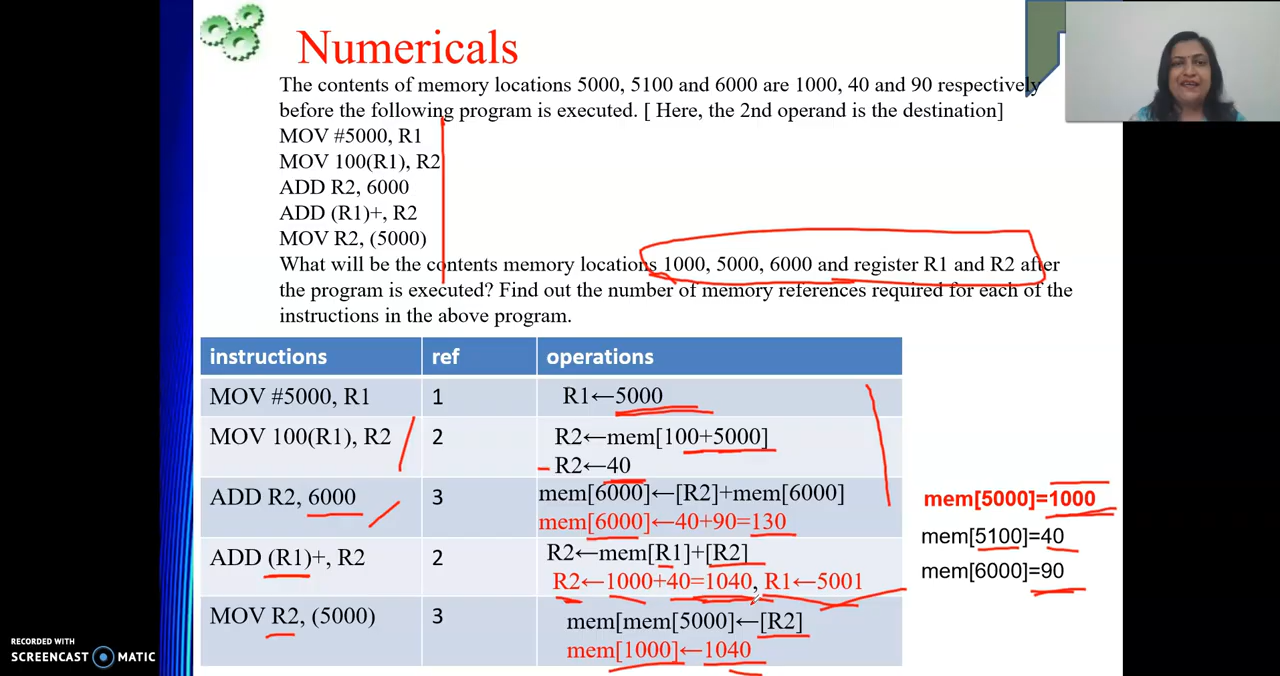 Numericals
The contents of memory locations 5000, 5100 and 6000 are 1000, 40 and 90 respectively
before the following program is executed. [ Here, the 2nd operand is the destination]
MOV #5000, R1
MOV 100(R1), R2
ADD R2, 6000
ADD (R1)+, R2
MOV R2, (5000)
What will be the contents memory locations 1000, 5000, 6000 and register R1 and R2 after
the program is executed? Find out the number of memory references required for each of the
instructions in the above program.
instructions ref operations
MOV #5000, R1 1 R1←5000
MOV 100(R1), R2 2 R2←mem[100+5000]
R2←40
ADD R2, 6000 3 mem[6000]←[R2]+mem[6000]
mem[6000]←40+90=130
ADD (R1)+, R2 2 R2←mem[R1]+[R2]
R2←1000+40=1040, R1←5001
MOV R2, (5000) 3 mem[mem[5000]←[R2]
mem[1000]←1040
mem[5000]=1000
mem[5100]=40
mem[6000]=90
RECORDED WITH
SCREENCAST MATIC